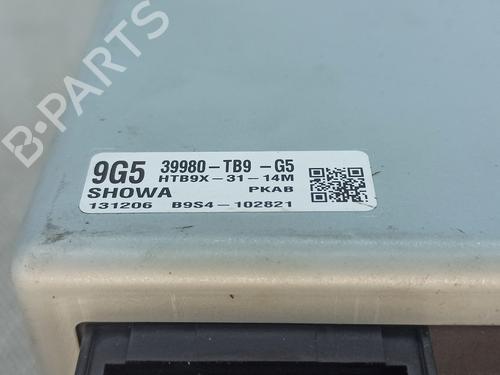 B-PARTS
9G5 39980-TB9 -G5
HTB9X-31-14M
SHOWA PKAB
131206 B9S4-102821